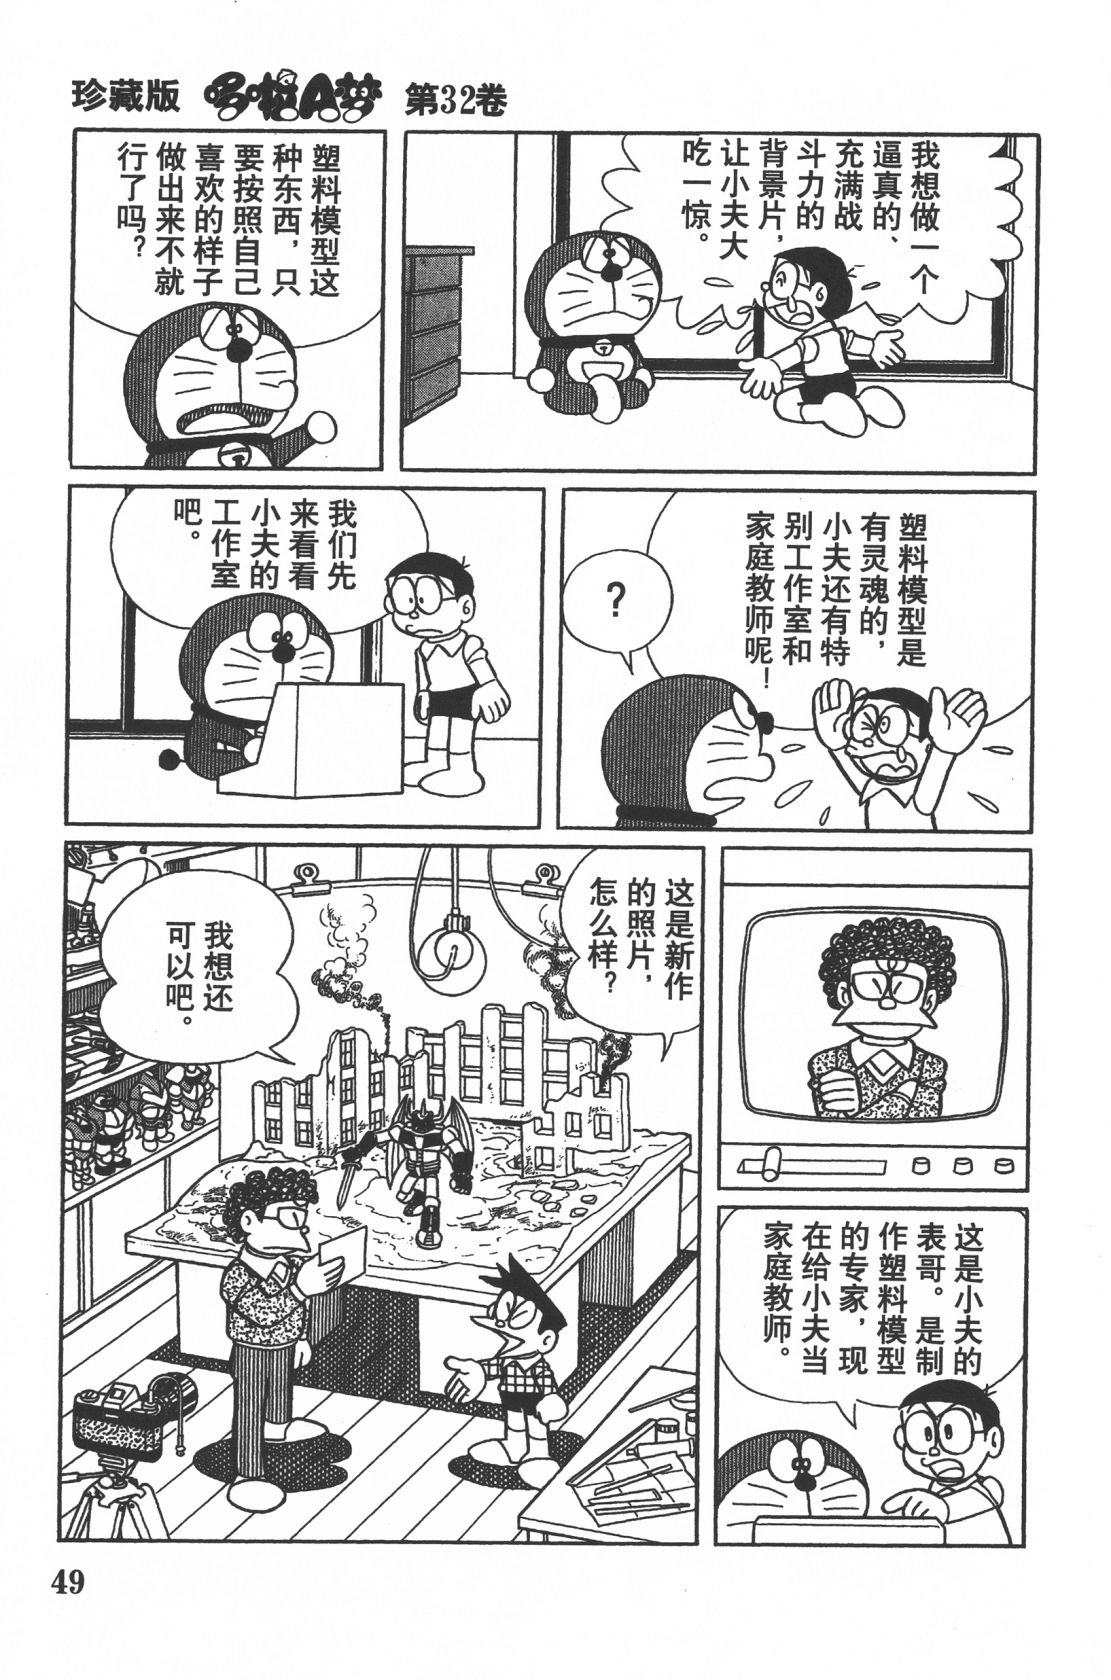 珍藏版 哆啦A梦 第32卷
我想做一个
逼真的、
充满战
斗力的
背景片，
让小夫大
吃一惊。
塑料模型这
种东西，只
要按照自己
喜欢的样子
做出来不就
行了吗？
塑料模型是
有灵魂的，
小夫还有特
别工作室和
家庭教师呢！
？
我们先
来看看
小夫的
工作室
吧。
这是小夫的
表哥。是制
作塑料模型
的专家，现
在给小夫当
家庭教师。
这是新作
的照片，
怎么样？
我想还
可以吧。
49